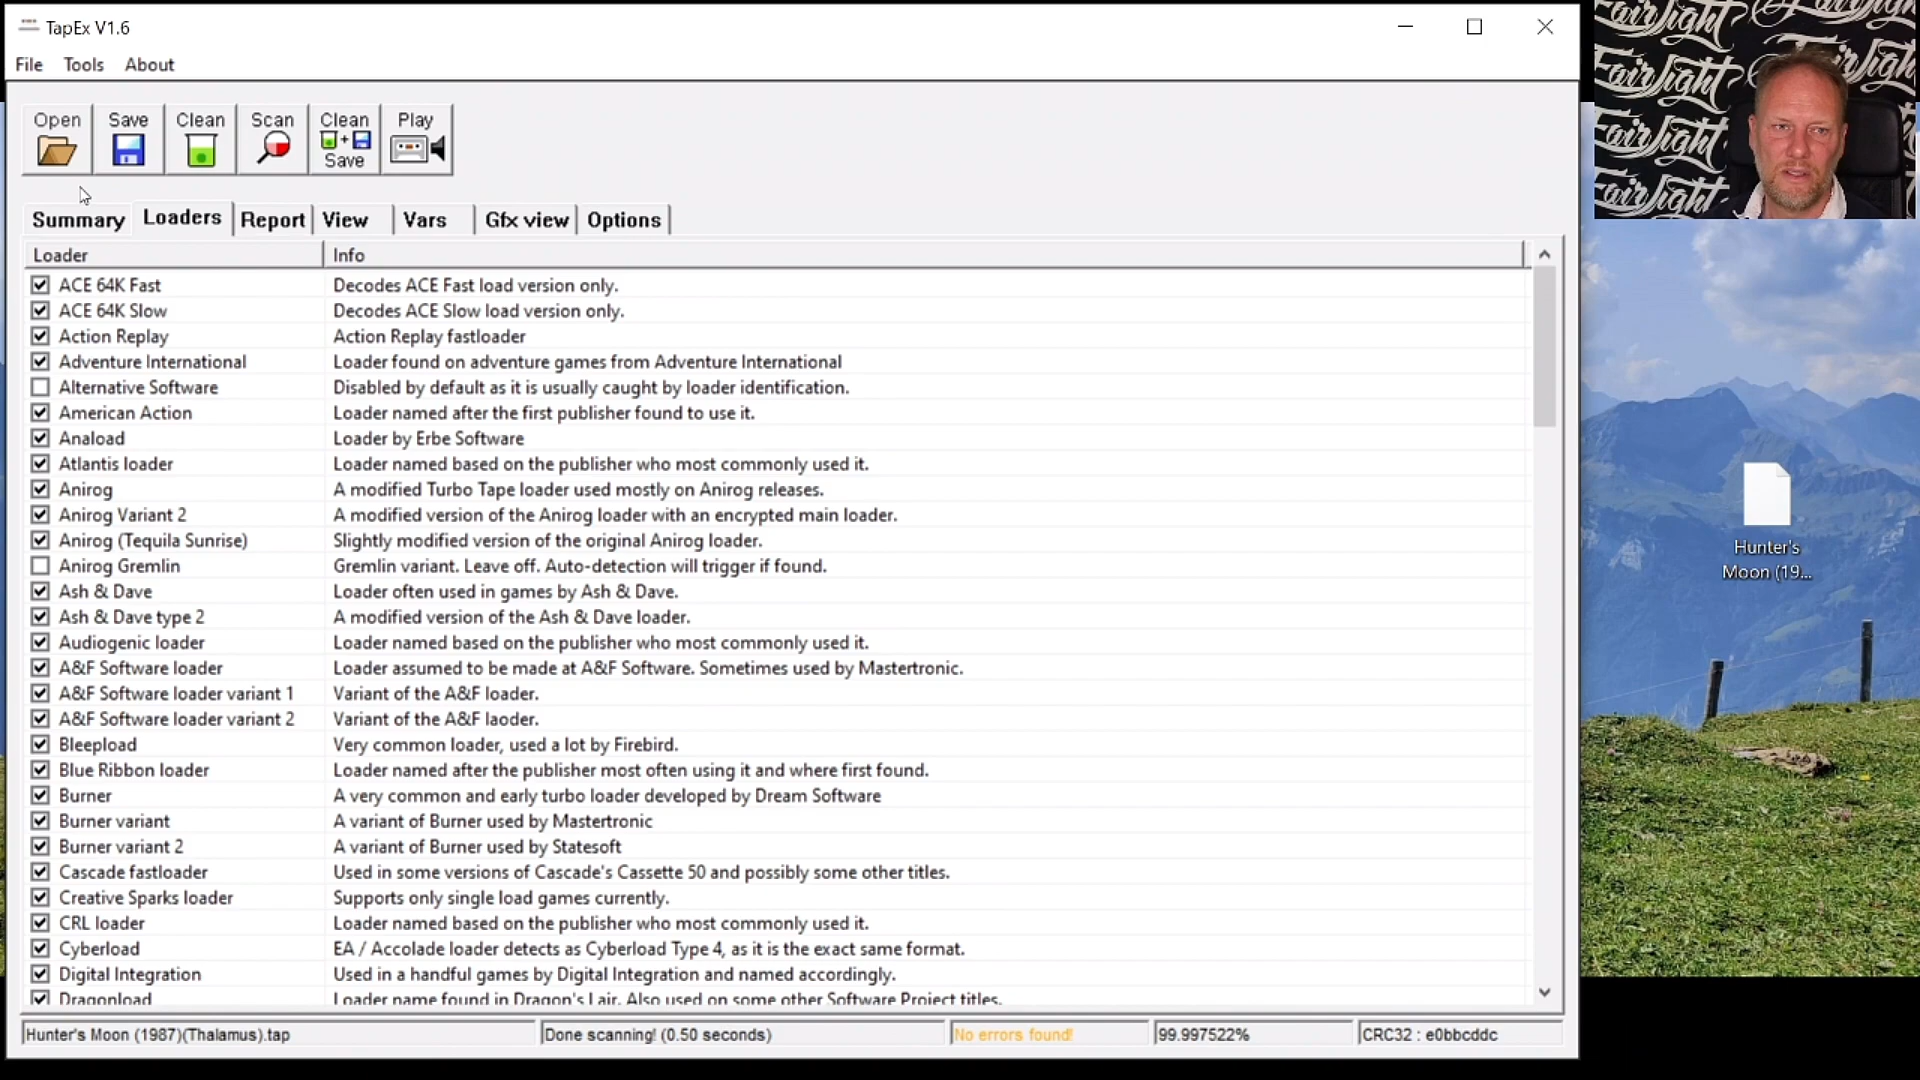 TapEx V1.6
File Tools About
Open Save Clean Scan Clean + Save Play
Summary Loaders Report View Vars Gfx view Options
Loader Info
ACE 64K Fast Decodes ACE Fast load version only.
ACE 64K Slow Decodes ACE Slow load version only.
Action Replay Action Replay fastloader
Adventure International Loader found on adventure games from Adventure International
Alternative Software Disabled by default as it is usually caught by loader identification.
American Action Loader named after the first publisher found to use it.
Anaload Loader by Erbe Software
Atlantis loader Loader named based on the publisher who most commonly used it.
Anirog A modified Turbo Tape loader used mostly on Anirog releases.
Anirog Variant 2 A modified version of the Anirog loader with an encrypted main loader.
Anirog (Tequila Sunrise) Slightly modified version of the original Anirog loader.
Anirog Gremlin Gremlin variant. Leave off. Auto-detection will trigger if found.
Ash & Dave Loader often used in games by Ash & Dave.
Ash & Dave type 2 A modified version of the Ash & Dave loader.
Audiogenic loader Loader named based on the publisher who most commonly used it.
A&F Software loader Loader assumed to be made at A&F Software. Sometimes used by Mastertronic.
A&F Software loader variant 1 Variant of the A&F loader.
A&F Software loader variant 2 Variant of the A&F laoder.
Bleepload Very common loader, used a lot by Firebird.
Blue Ribbon loader Loader named after the publisher most often using it and where first found.
Burner A very common and early turbo loader developed by Dream Software
Burner variant A variant of Burner used by Mastertronic
Burner variant 2 A variant of Burner used by Statesoft
Cascade fastloader Used in some versions of Cascade's Cassette 50 and possibly some other titles.
Creative Sparks loader Supports only single load games currently.
CRL loader Loader named based on the publisher who most commonly used it.
Cyberload EA / Accolade loader detects as Cyberload Type 4, as it is the exact same format.
Digital Integration Used in a handful games by Digital Integration and named accordingly.
Dragonload Loader name found in Dragon's Lair. Also used on some other Software Project titles.
Hunter's Moon (1987)(Thalamus).tap Done scanning! (0.50 seconds) No errors found! 99.997522% CRC32 : e0bbcddc
Fairlight
Fairlight
Fairlight
Fairlight
Hunter's
Moon (19...